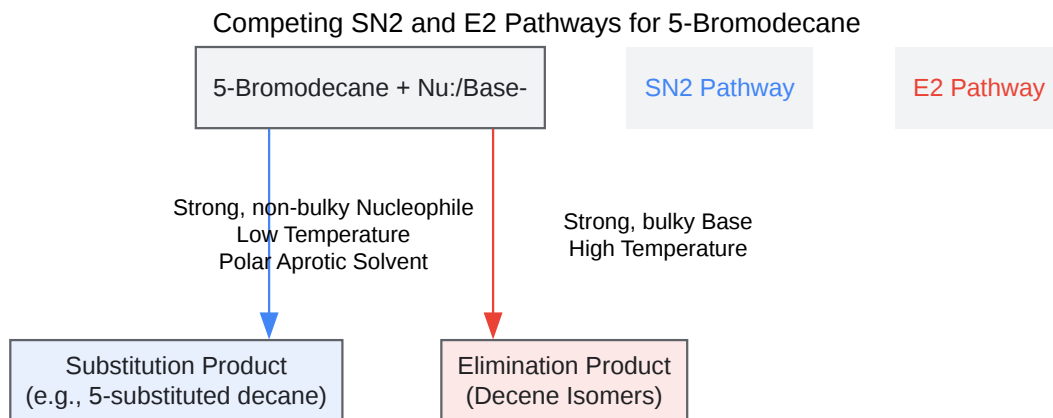 Competing SN2 and E2 Pathways for 5-Bromodecane
5-Bromodecane + Nu:/Base-
SN2 Pathway
E2 Pathway
Strong, non-bulky Nucleophile
Low Temperature
Polar Aprotic Solvent
Strong, bulky Base
High Temperature
Substitution Product
(e.g., 5-substituted decane)
Elimination Product
(Decene Isomers)